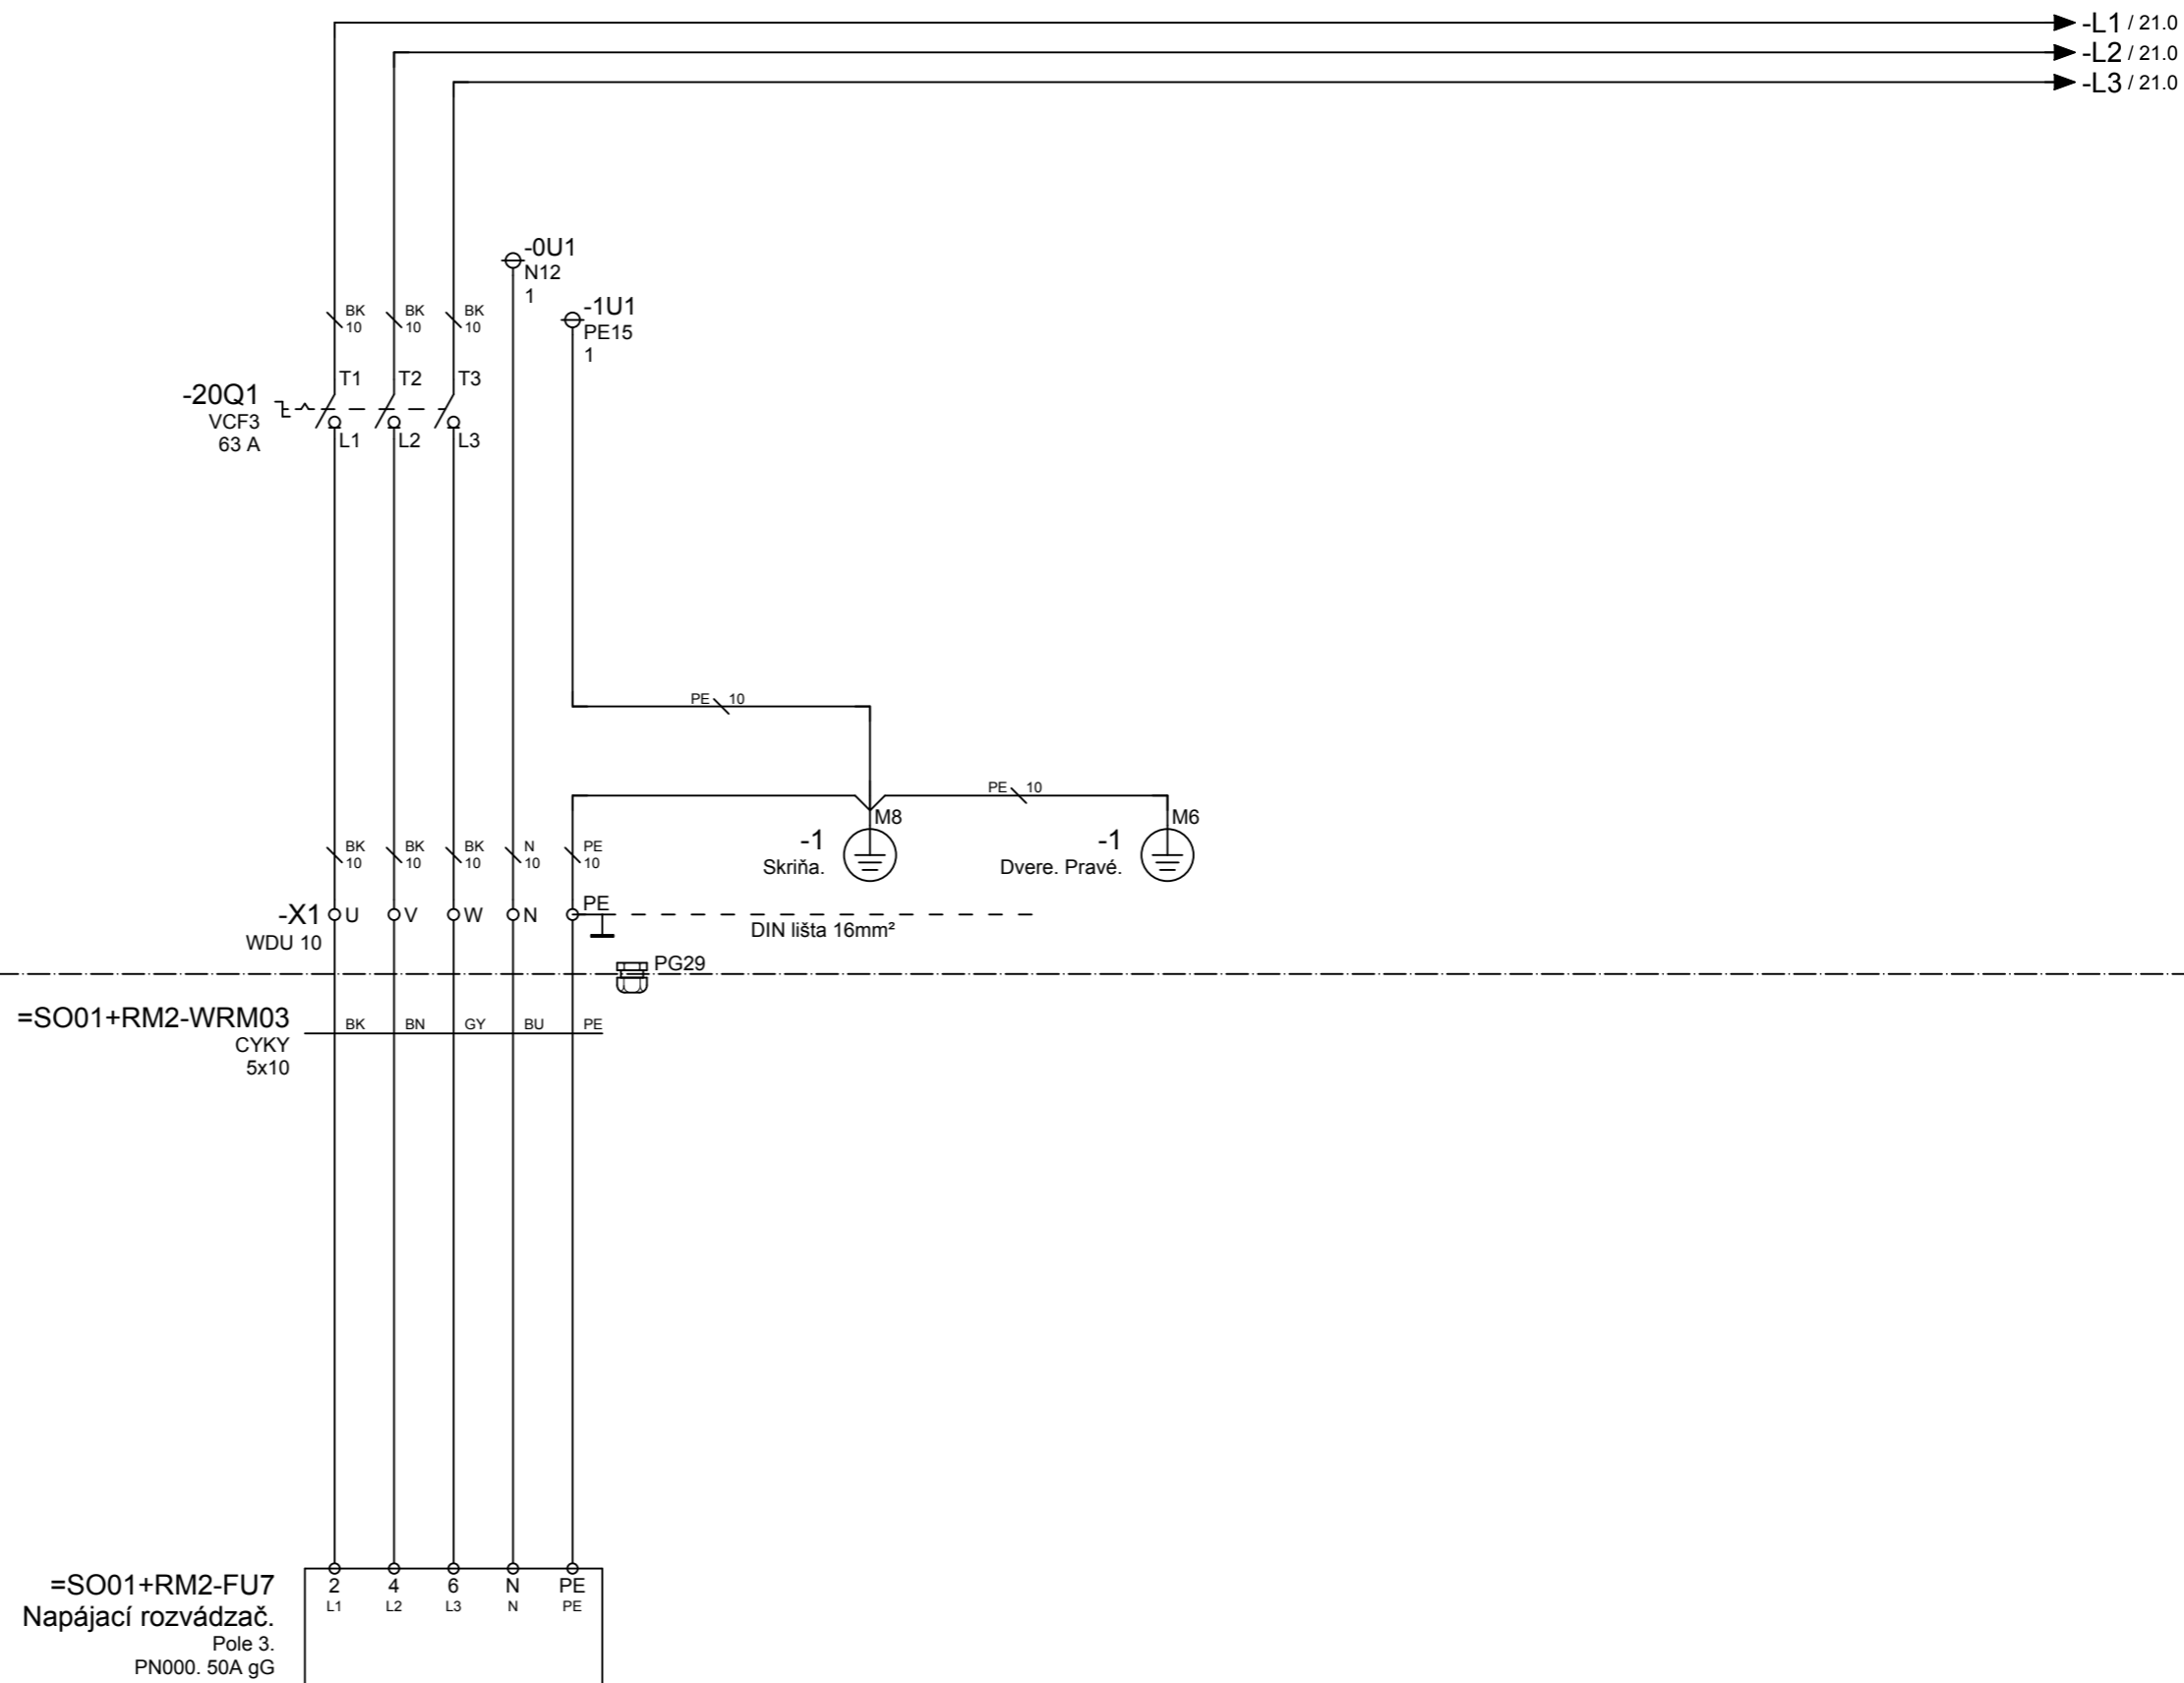 -L1 / 21.0
-L2 / 21.0
-L3 / 21.0
-0U1
N12
1
-1U1
PE15
1
BK BK BK
10 10 10
T1 T2 T3
-20Q1
VCF3
63 A
L1 L2 L3
PE 10
PE 10
M8 M6
-1 -1
Skriňa. Dvere. Pravé.
BK BK BK N PE
10 10 10 10 10
-X1 U V W N PE
WDU 10
DIN lišta 16mm²
PG29
=SO01+RM2-WRM03
BK BN GY BU PE
CYKY
5x10
=SO01+RM2-FU7
2 4 6 N PE
L1 L2 L3 N PE
Napájací rozvádzač.
Pole 3.
PN000. 50A gG